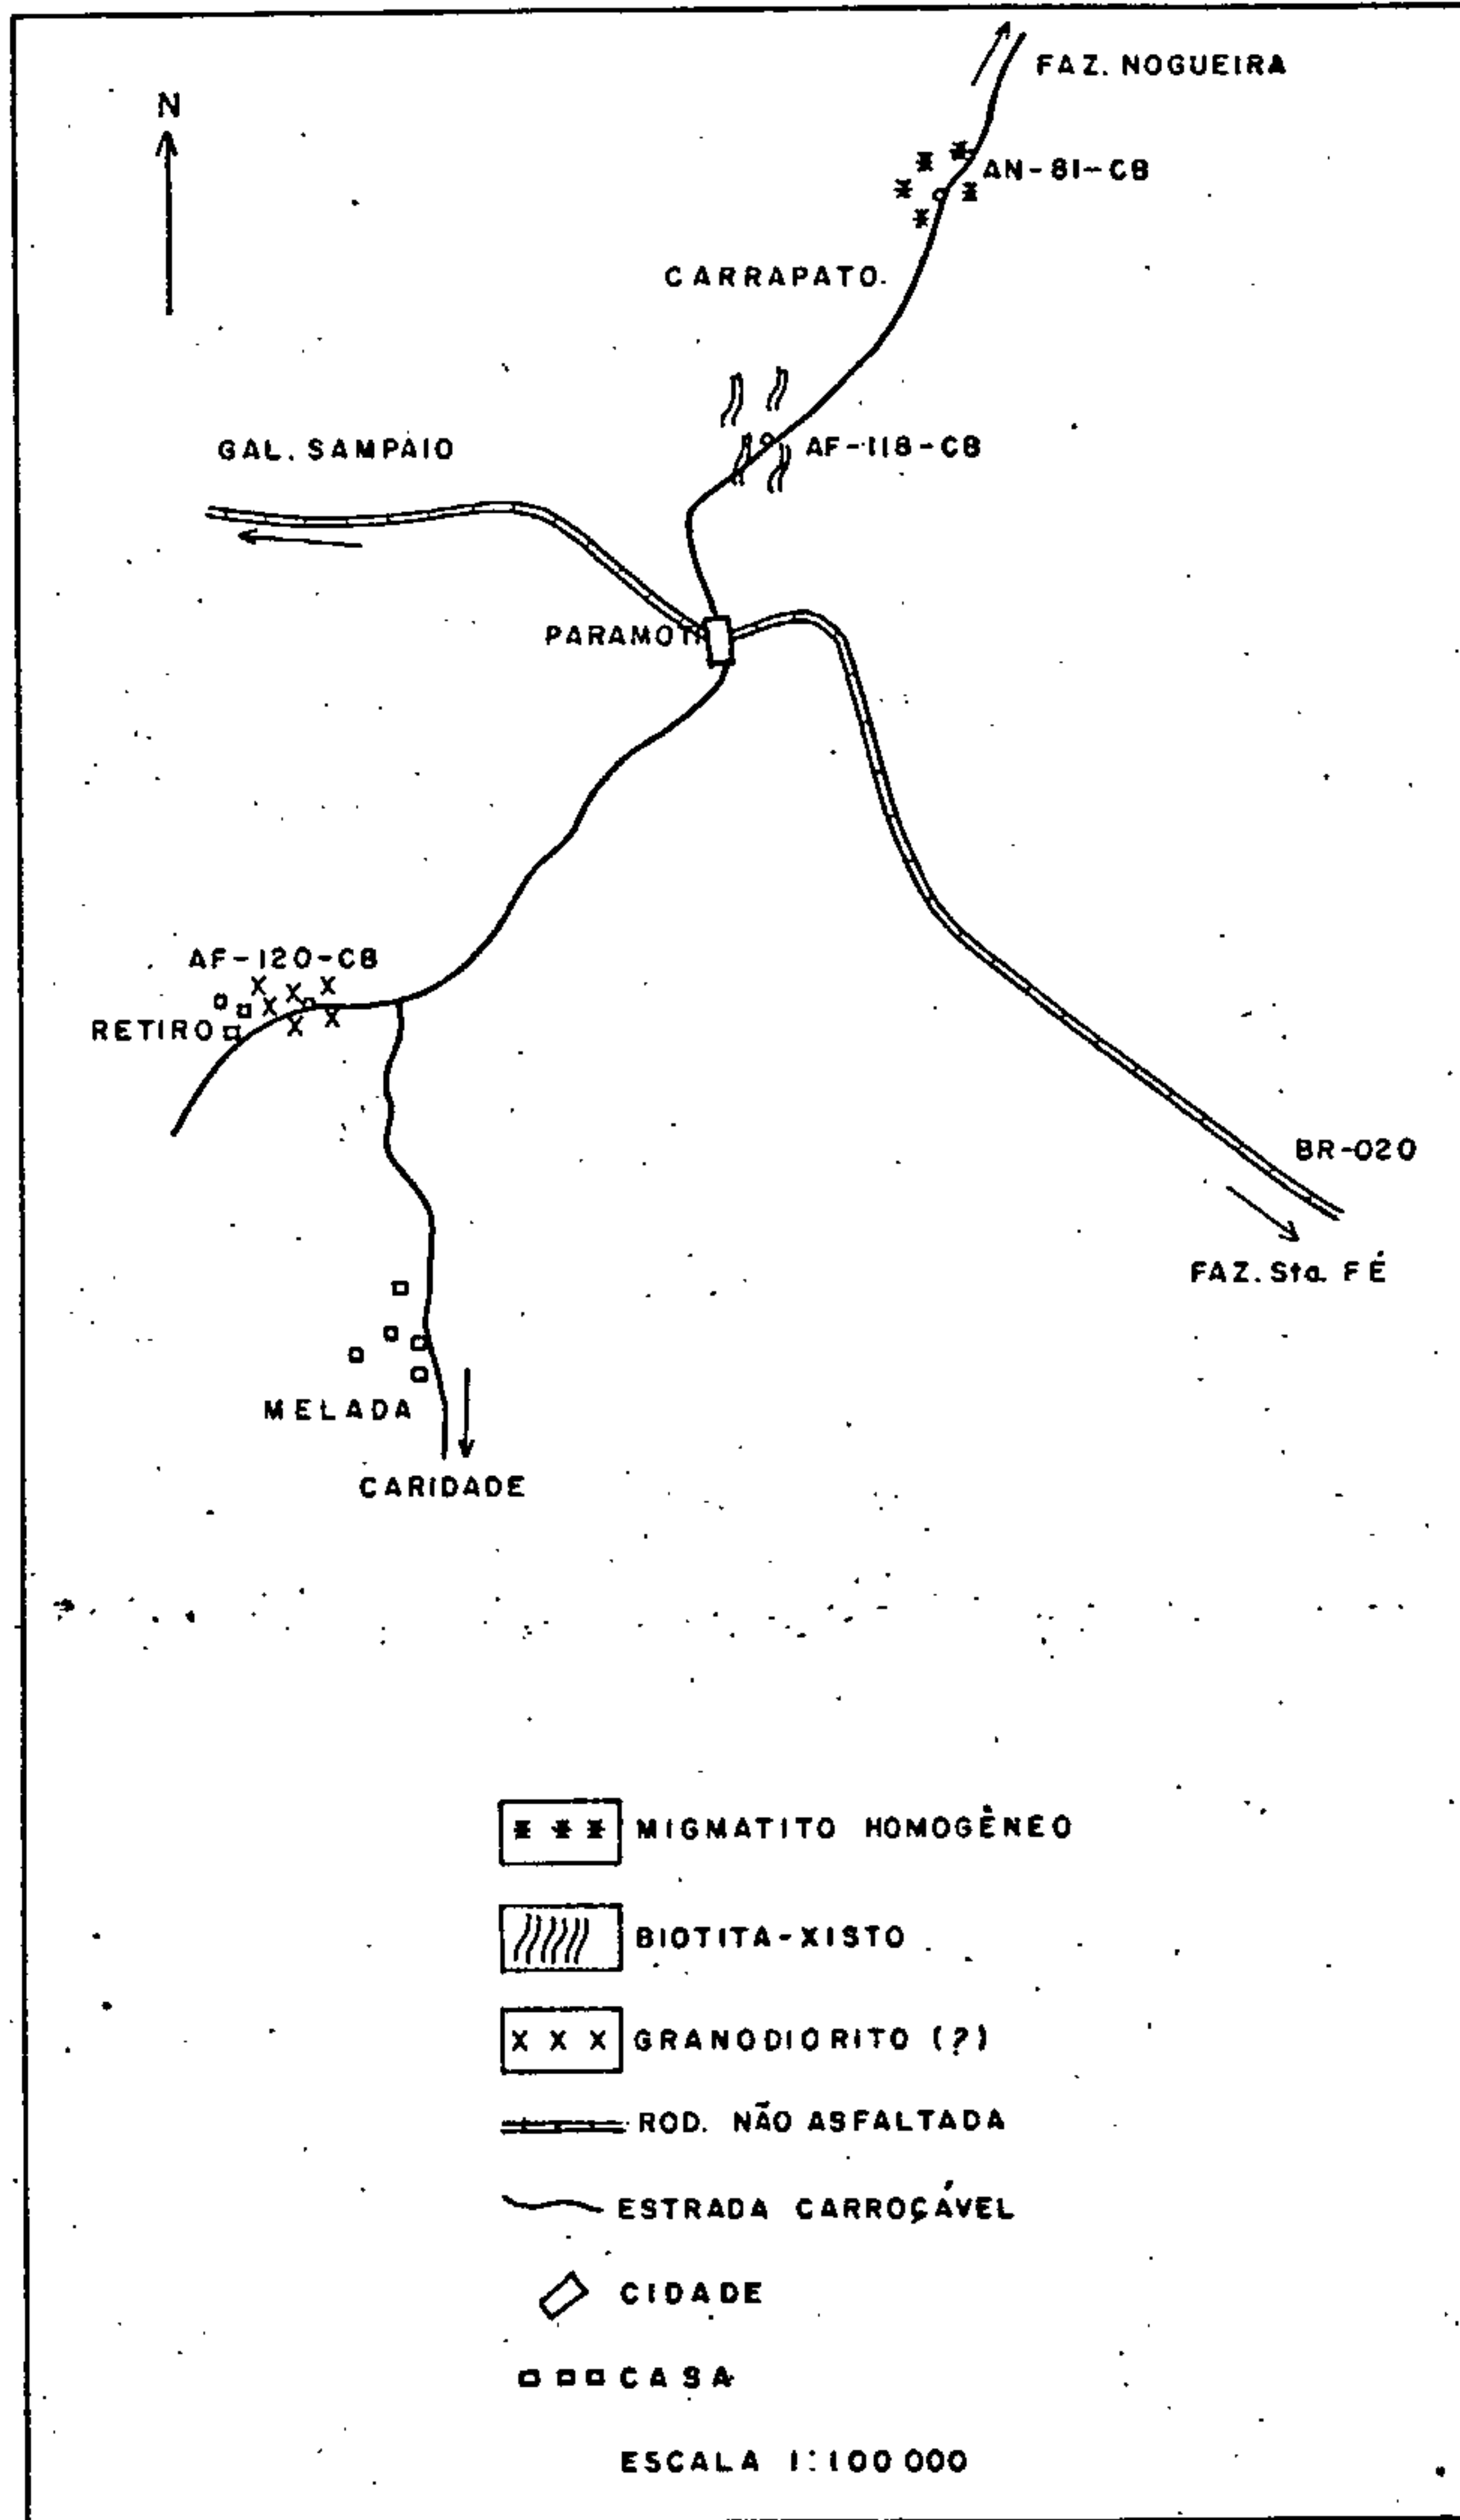 FAZ. NOGUEIRA
N
AN-81-CB
CARRAPATO
AF-118-CB
GAL. SAMPAIO
PARAMOTI
AF-120-CB
RETIRO
BR-020
FAZ. Sta. FÉ
MELADA
CARIDADE
MIGMATITO HOMOGÊNEO
BIOTITA-XISTO
X X X GRANODIORITO (?)
ROD. NÃO ASFALTADA
ESTRADA CARROÇÁVEL
CIDADE
CASA
ESCALA 1:100 000